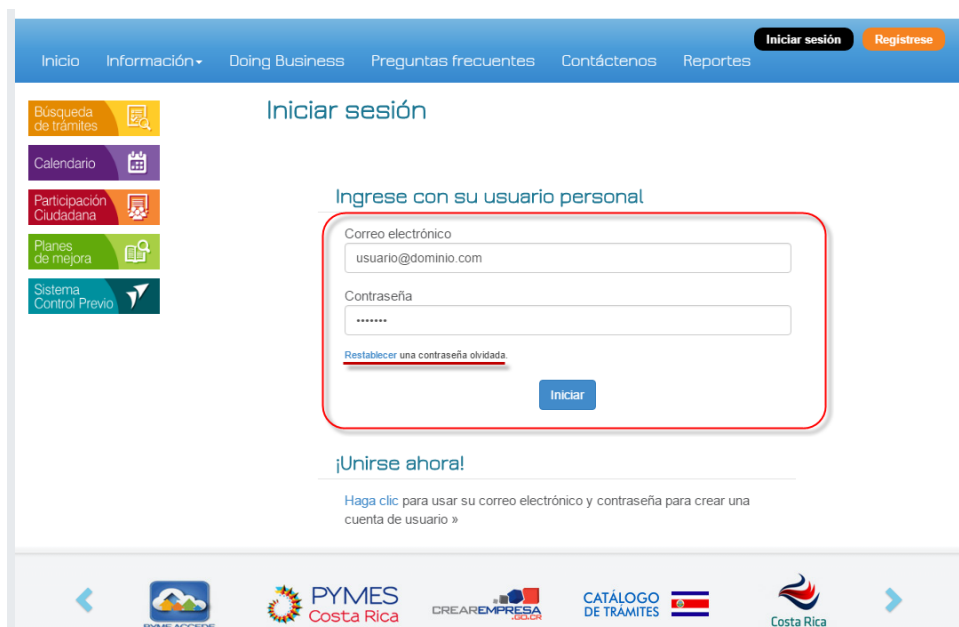 Iniciar sesión
Regístrese
Inicio Información Doing Business Preguntas frecuentes Contáctenos Reportes
Búsqueda
de trámites
Calendario
Participación
Ciudadana
Planes
de mejora
Sistema
Control Previo
Iniciar sesión
Ingrese con su usuario personal
Correo electrónico
usuario@dominio.com
Contraseña
•••••••
Restablecer una contraseña olvidada.
Iniciar
¡Unirse ahora!
Haga clic para usar su correo electrónico y contraseña para crear una
cuenta de usuario »
PYME ACCEDE
PYMES
Costa Rica
CREAREMPRESA
.GO.CR
CATÁLOGO
DE TRÁMITES
Costa Rica